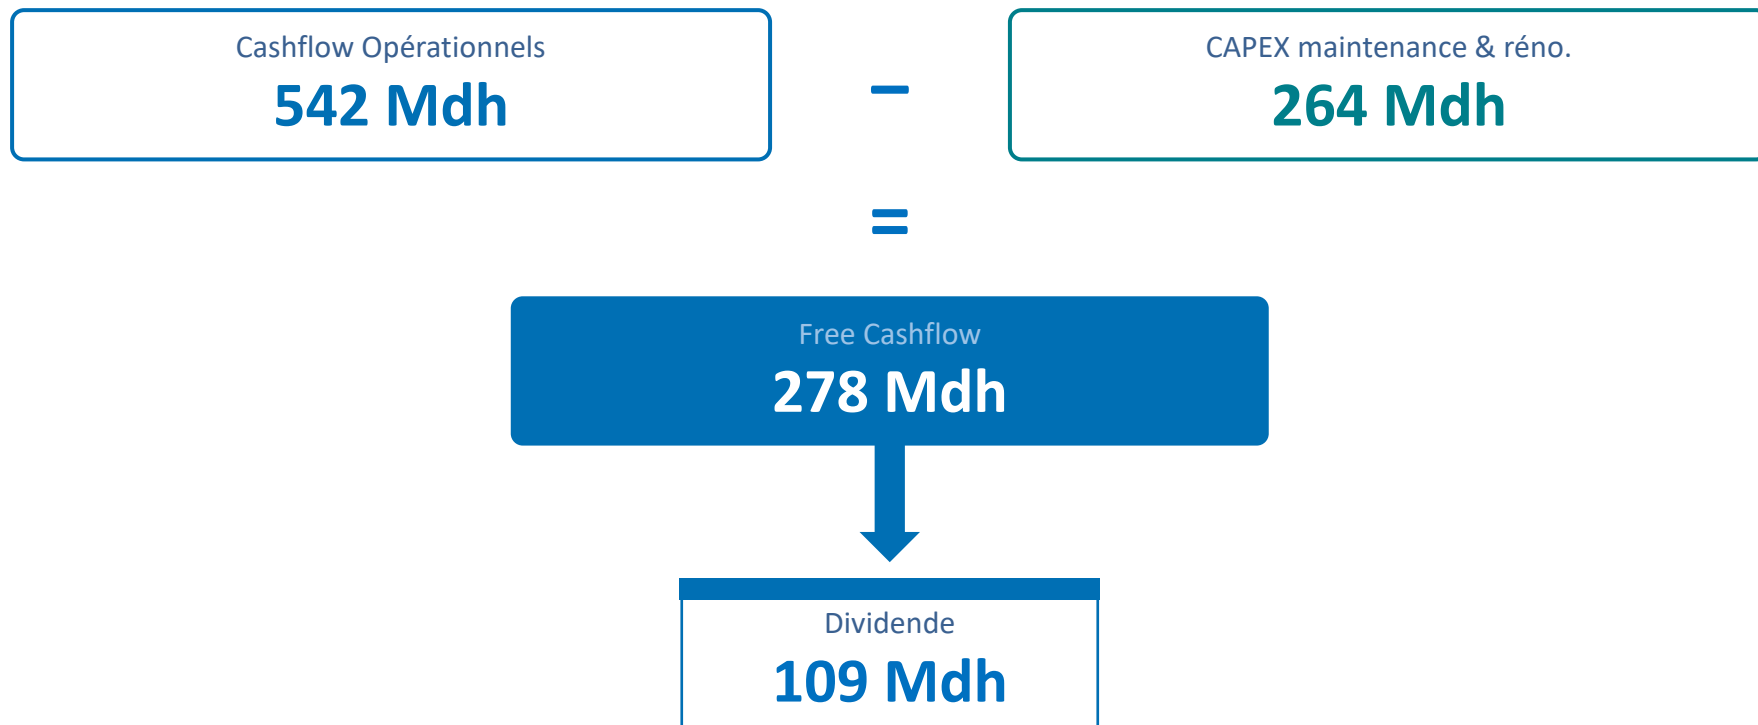 Cashflow Opérationnels
542 Mdh
–
CAPEX maintenance & réno.
264 Mdh
=
Free Cashflow
278 Mdh
Dividende
109 Mdh